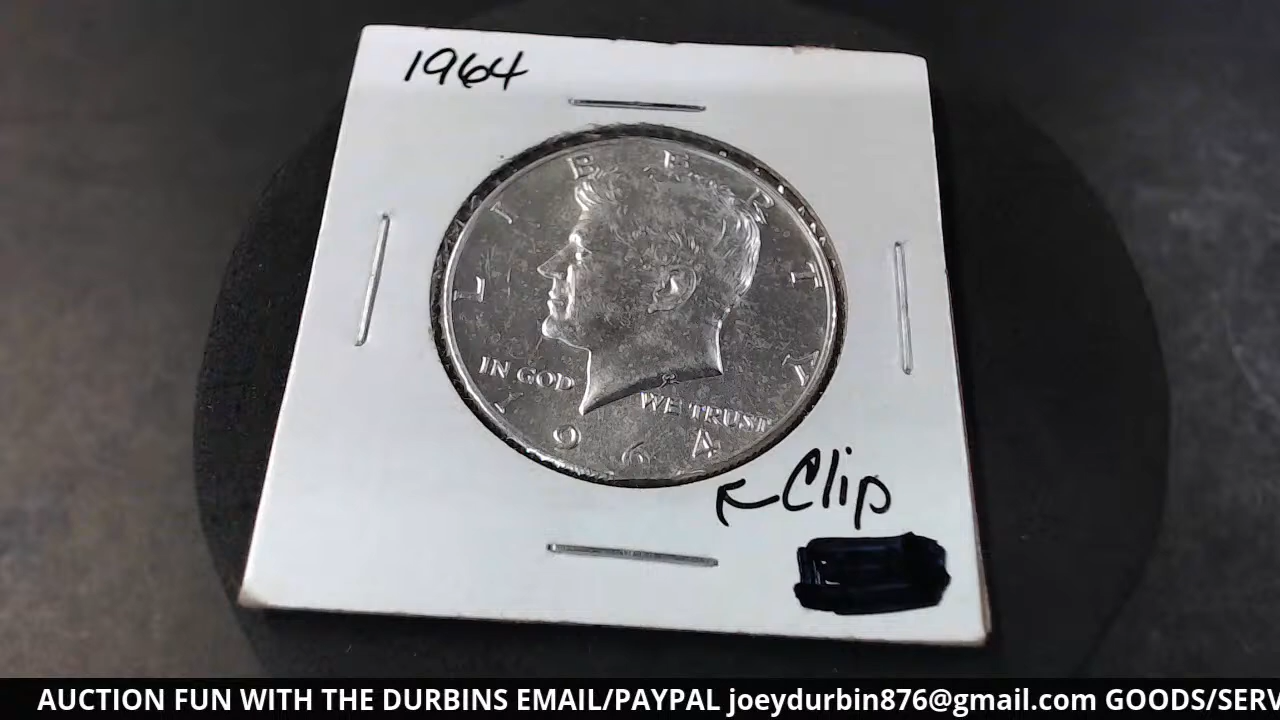 1964
LIBERTY
IN GOD WE TRUST
1964
Clip
AUCTION FUN WITH THE DURBINS EMAIL/PAYPAL joeydurbin876@gmail.com GOODS/SERV